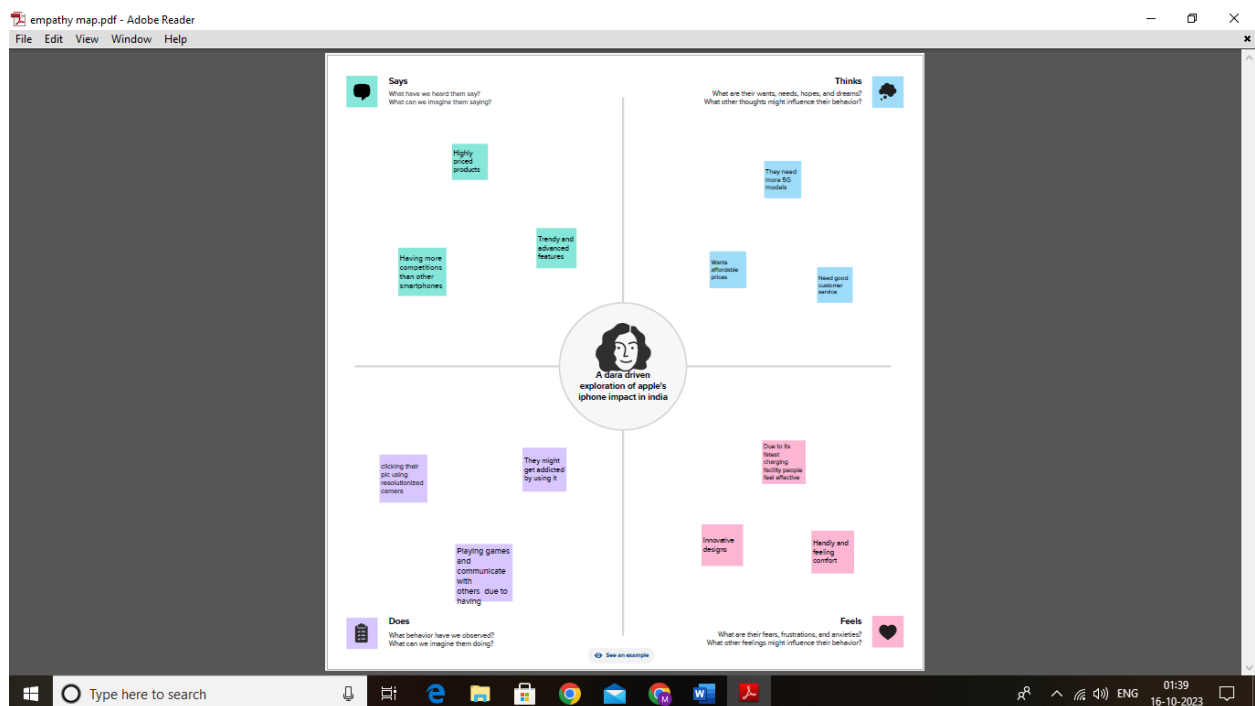 empathy map.pdf - Adobe Reader
File Edit View Window Help
Says
What have we heard them say?
What can we imagine them saying?
Thinks
What are their wants, needs, hopes, and dreams?
What other thoughts might influence their behavior?
Highly
priced
products
Trendy and
advanced
features
Having more
competitions
than other
smartphones
They need
more 5G
models
Wants
affordable
prices
Need good
customer
service
A dara driven
exploration of apple's
iphone impact in india
clicking their
pic using
resolutionized
camera
They might
get addicted
by using it
Playing games
and
communicate
with
others due to
having
Due to its
fatest
charging
facility people
feel effective
Innovative
designs
Handly and
feeling
comfort
Does
What behavior have we observed?
What can we imagine them doing?
Feels
What are their fears, frustrations, and anxieties?
What other feelings might influence their behavior?
See an example
Type here to search
ENG
01:39
16-10-2023